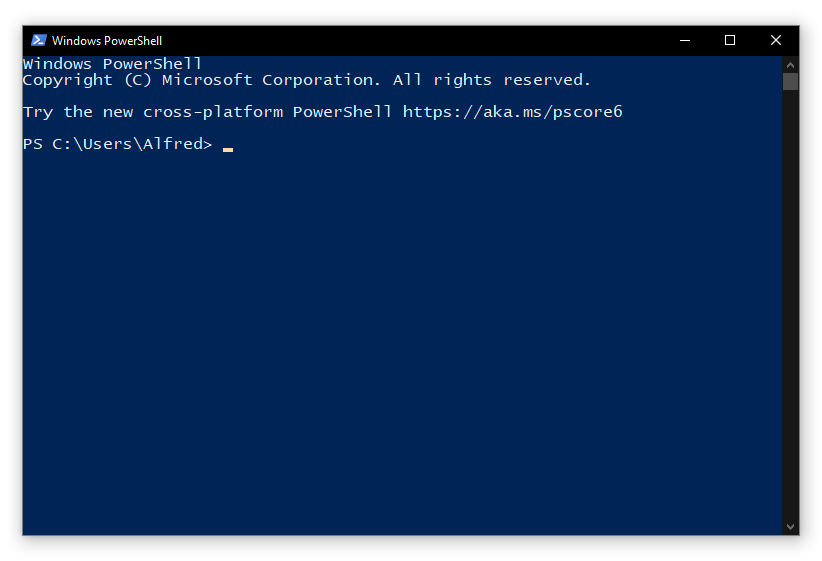 Windows PowerShell
Windows PowerShell
Copyright (C) Microsoft Corporation. All rights reserved.
Try the new cross-platform PowerShell https://aka.ms/pscore6
PS C:\Users\Alfred>